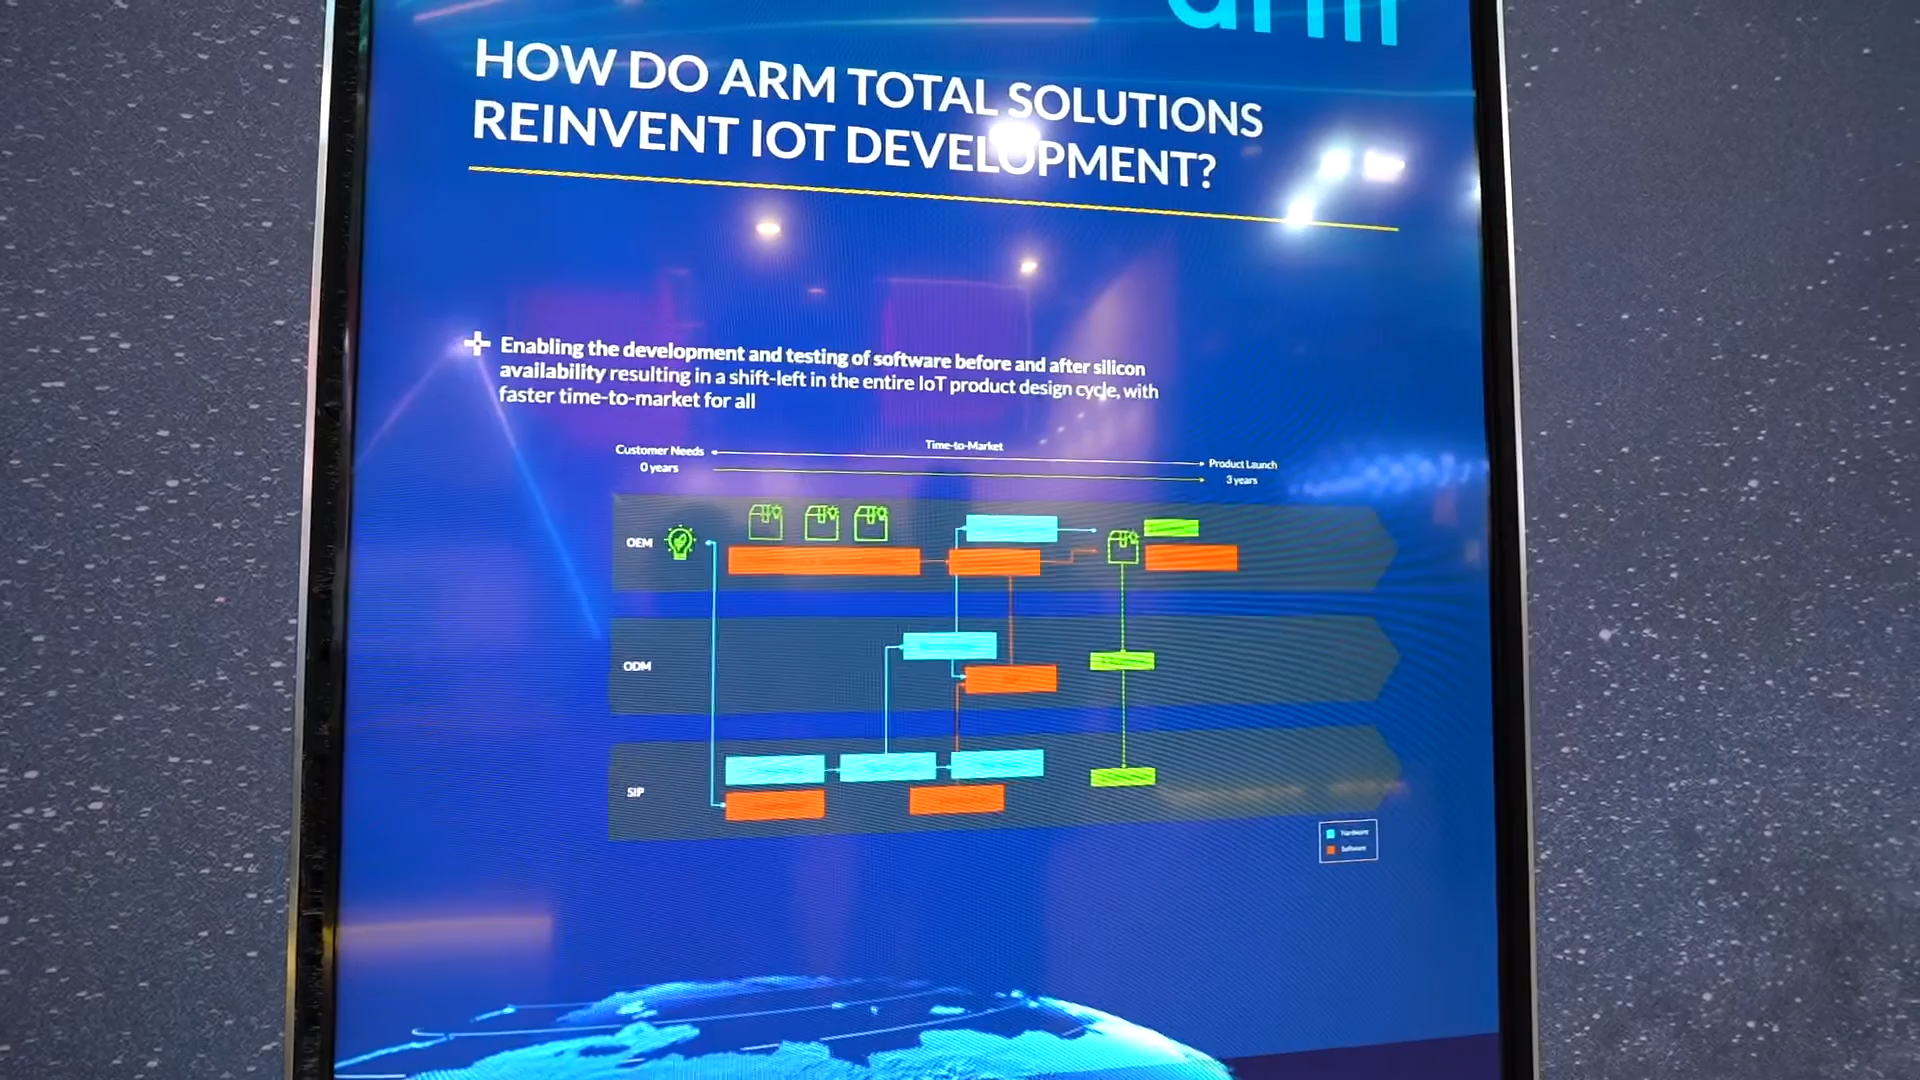 arm
HOW DO ARM TOTAL SOLUTIONS
REINVENT IOT DEVELOPMENT?
Enabling the development and testing of software before and after silicon
availability resulting in a shift-left in the entire IoT product design cycle, with
faster time-to-market for all
Time-to-Market
Customer Needs
0 years
Product Launch
3 years
OEM
ODM
SIP
Hardware
Software